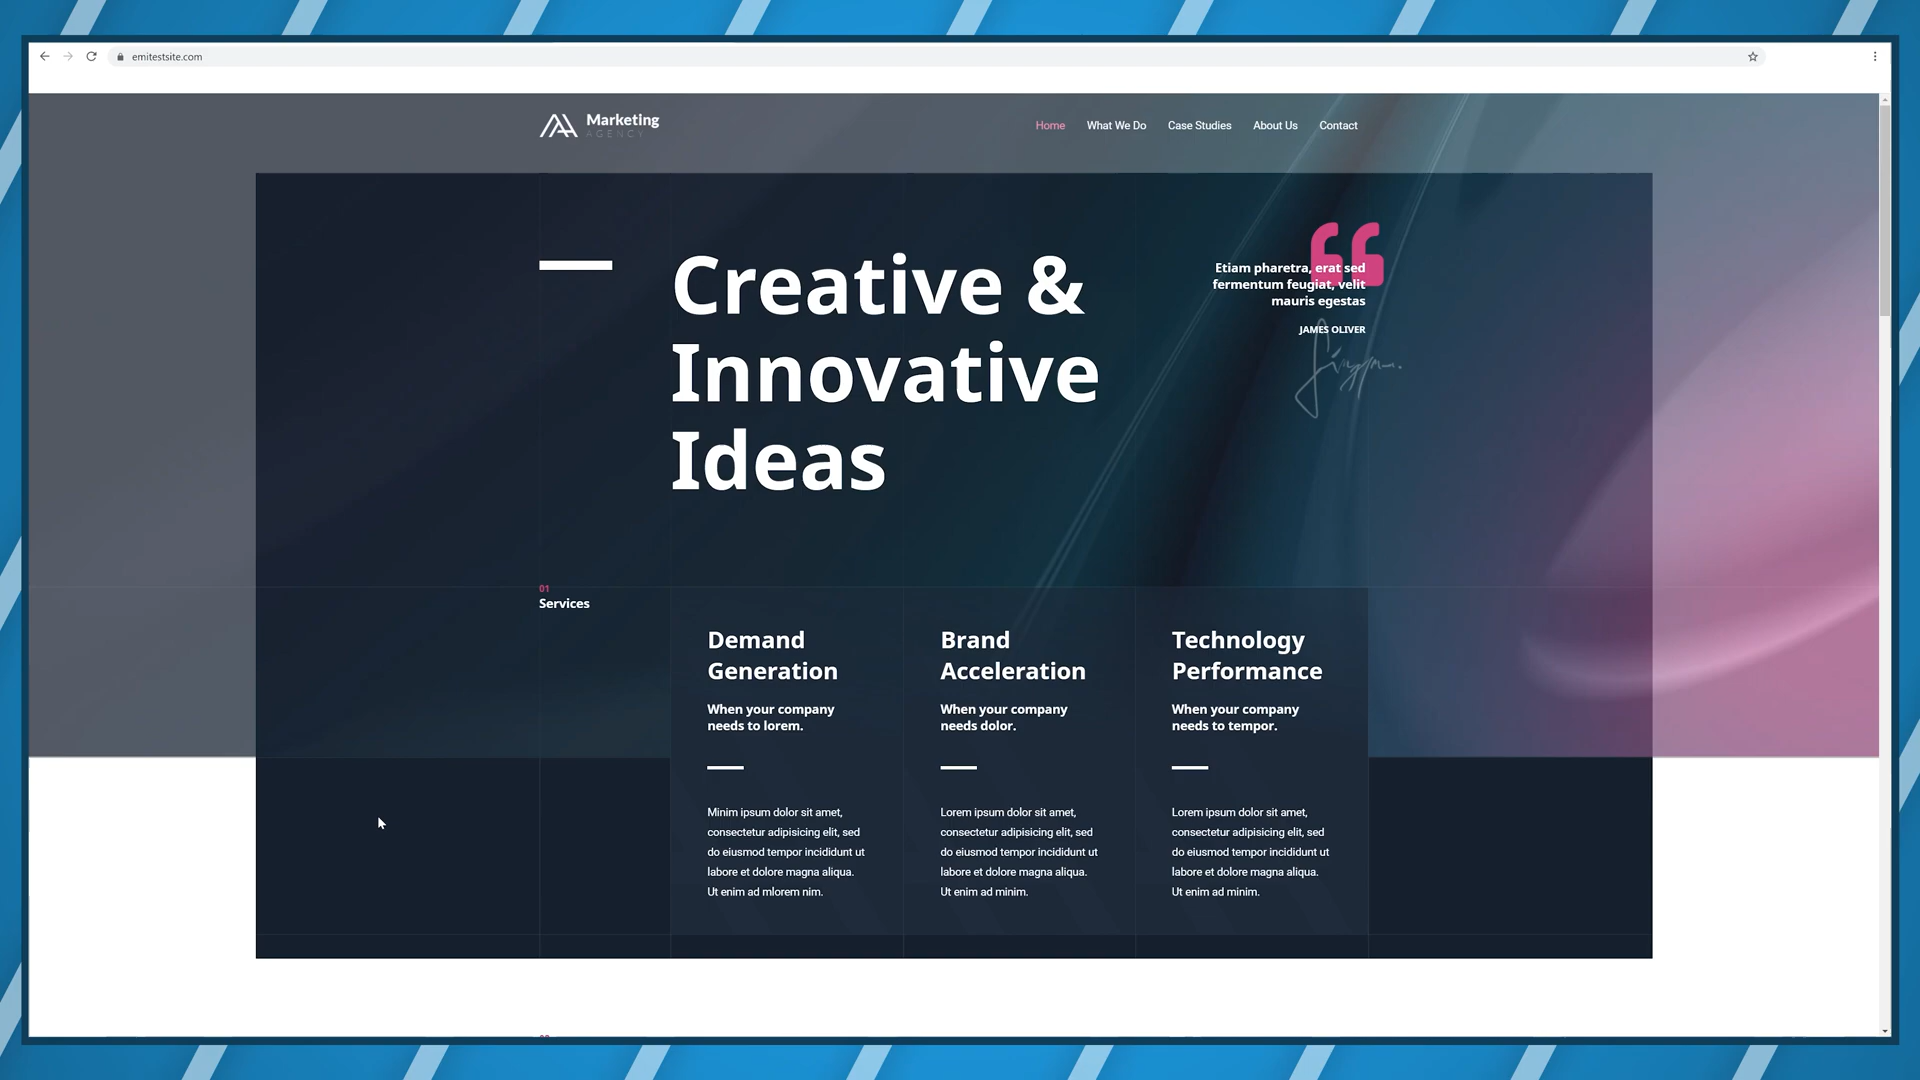 emitestsite.com
Marketing
AGENCY
Home What We Do Case Studies About Us Contact
Creative &
Innovative
Ideas
Etiam pharetra, erat sed
fermentum feugiat, velit
mauris egestas
JAMES OLIVER
01
Services
Demand
Generation
When your company
needs to lorem.
Minim ipsum dolor sit amet,
consectetur adipisicing elit, sed
do eiusmod tempor incididunt ut
labore et dolore magna aliqua.
Ut enim ad mlorem nim.
Brand
Acceleration
When your company
needs dolor.
Lorem ipsum dolor sit amet,
consectetur adipisicing elit, sed
do eiusmod tempor incididunt ut
labore et dolore magna aliqua.
Ut enim ad minim.
Technology
Performance
When your company
needs to tempor.
Lorem ipsum dolor sit amet,
consectetur adipisicing elit, sed
do eiusmod tempor incididunt ut
labore et dolore magna aliqua.
Ut enim ad minim.